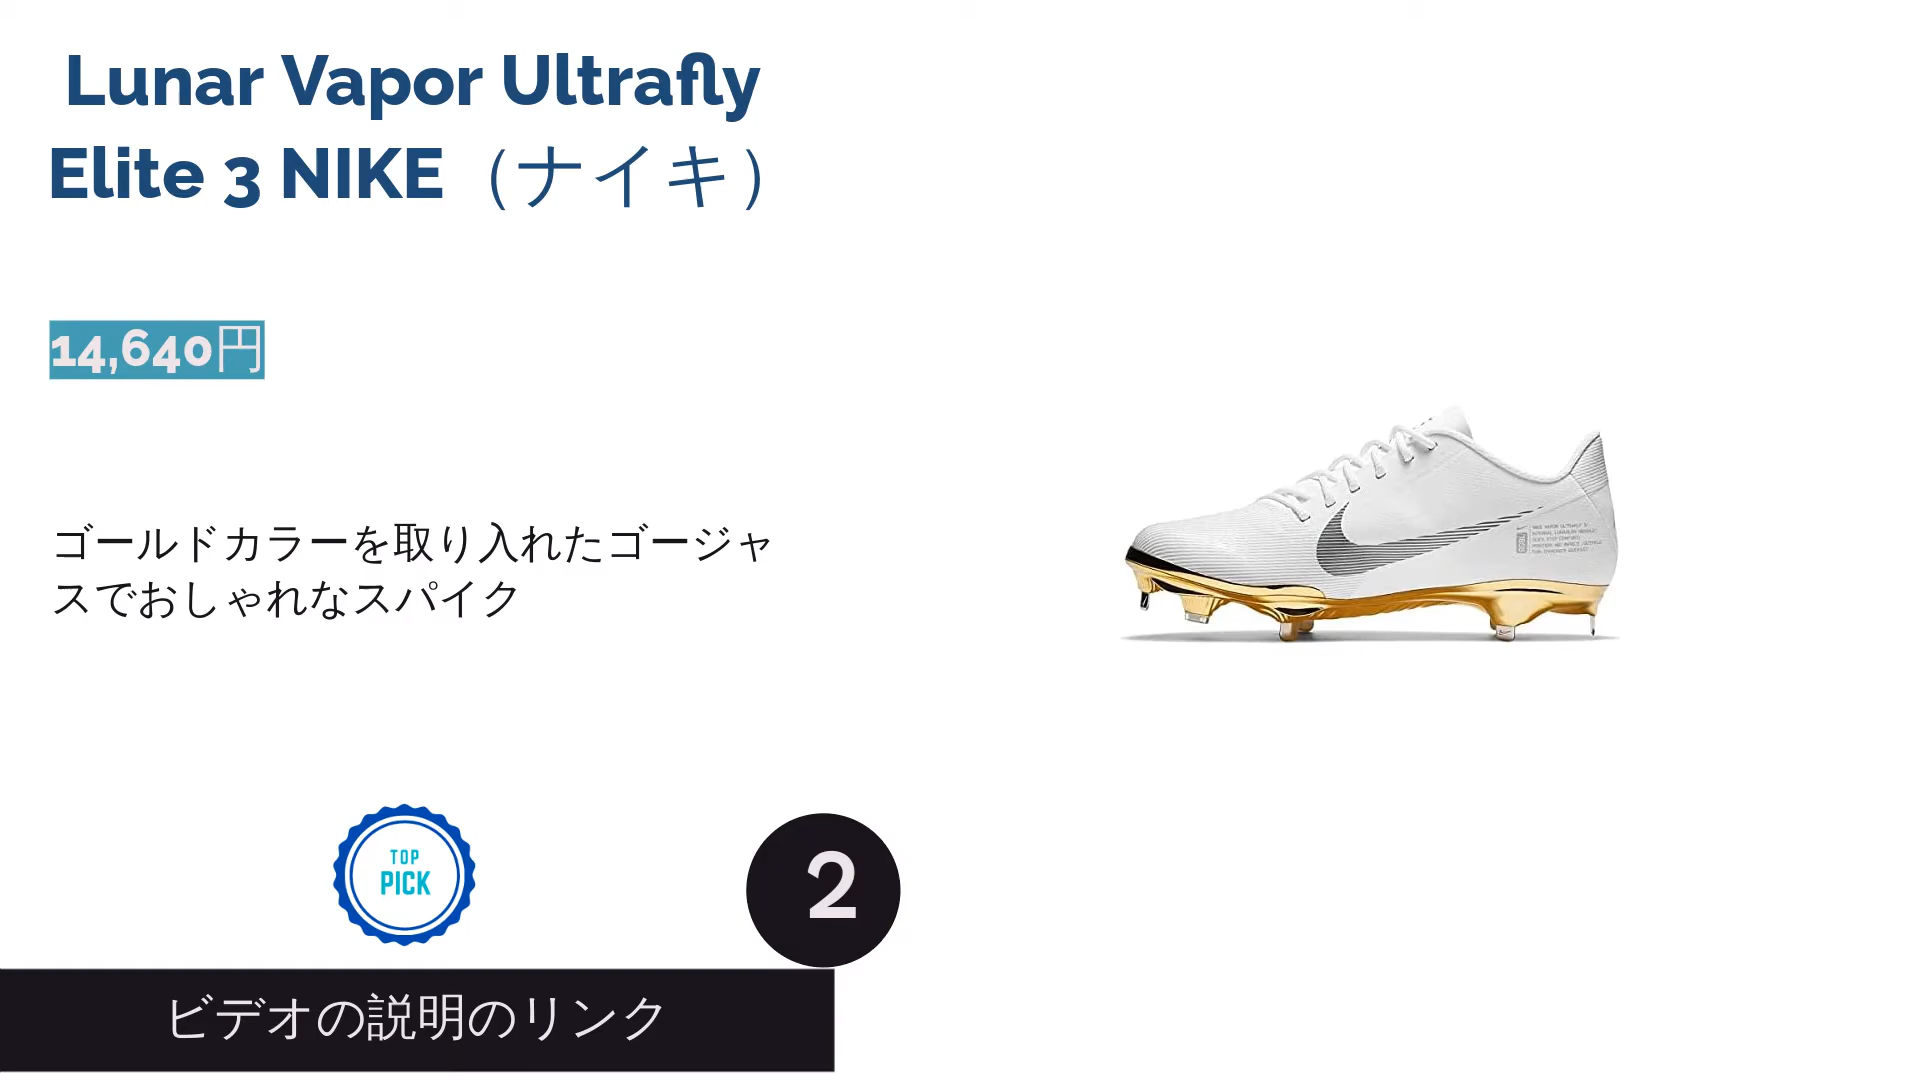 Lunar Vapor Ultrafly
Elite 3 NIKE（ナイキ）
14,640円
ゴールドカラーを取り入れたゴージャ
スでおしゃれなスパイク
TOP
PICK
2
ビデオの説明のリンク